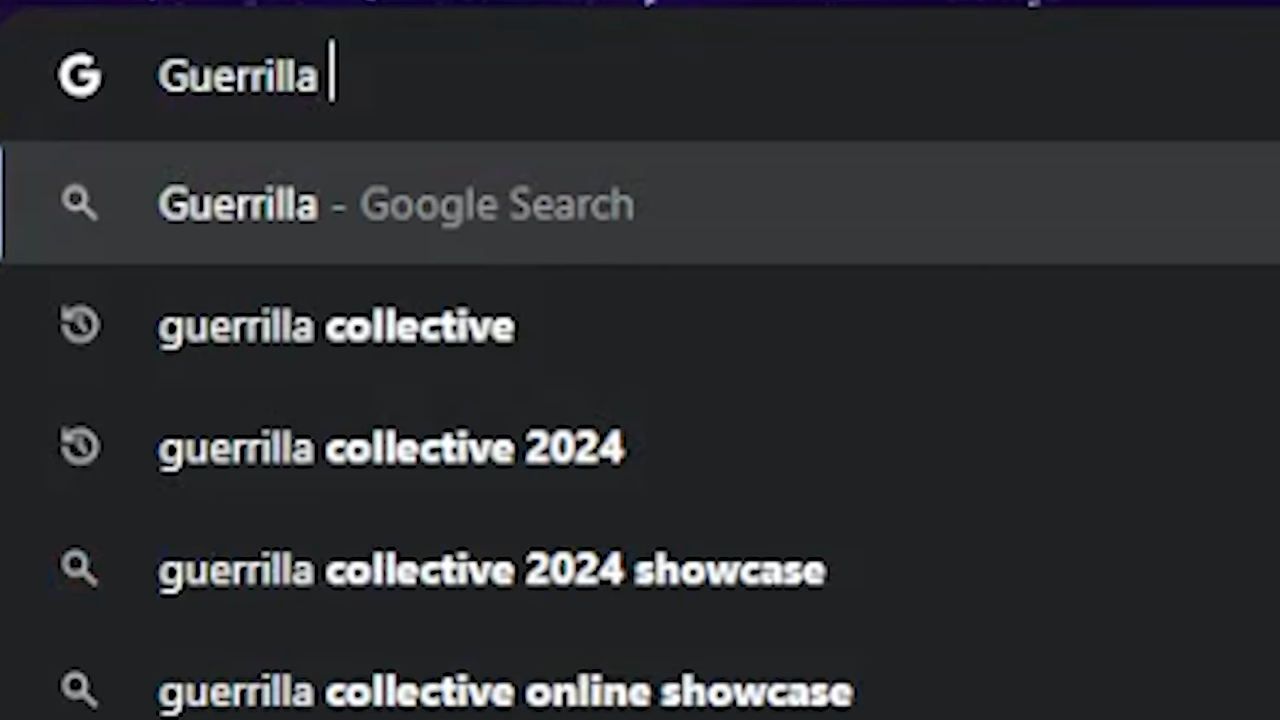 Guerrilla
Guerrilla - Google Search
guerrilla collective
guerrilla collective 2024
guerrilla collective 2024 showcase
guerrilla collective online showcase